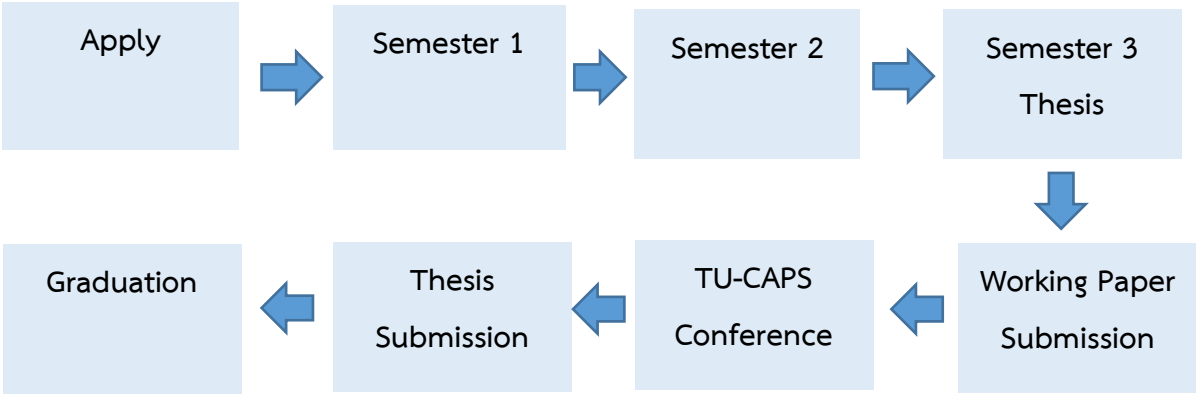 Apply
Semester 1
Semester 2
Semester 3
Thesis
Working Paper
Submission
TU-CAPS
Conference
Thesis
Submission
Graduation